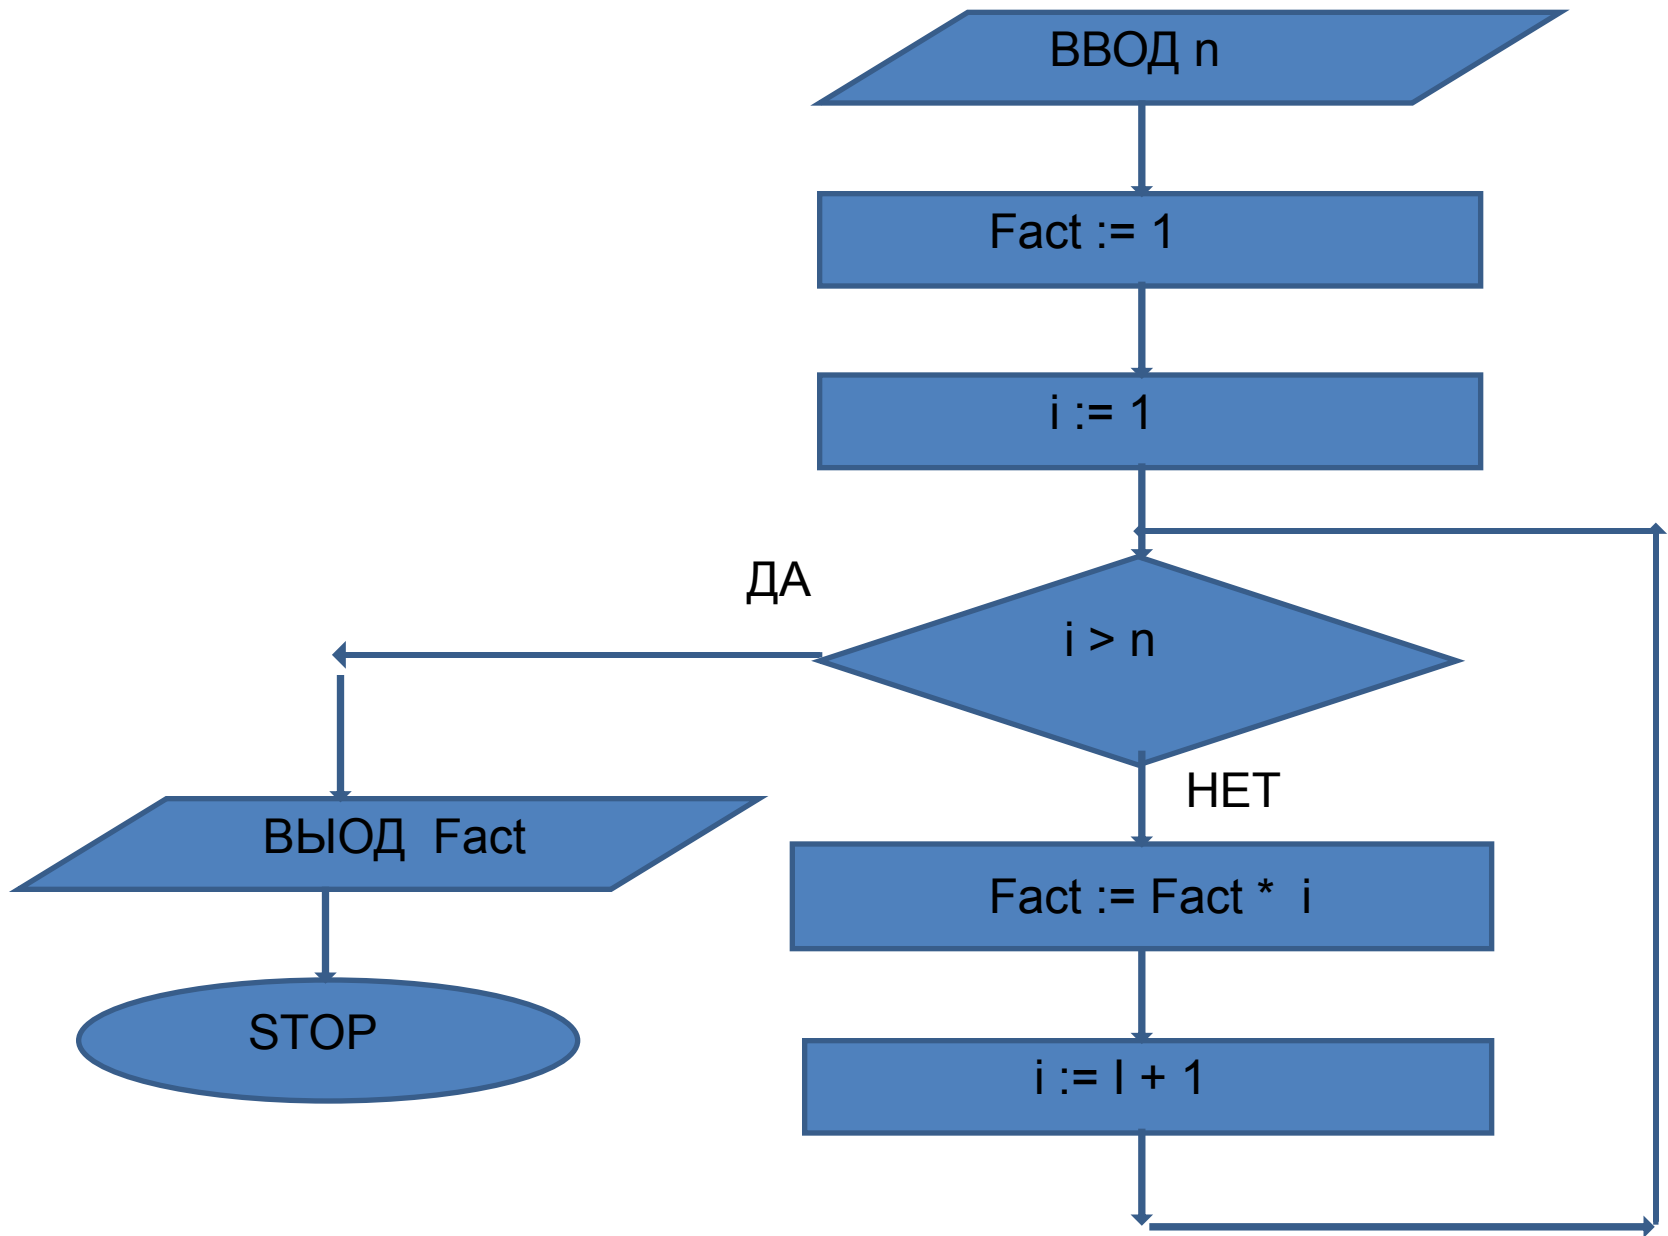 ВВОД n
Fact := 1
i := 1
i > n
ДА
НЕТ
Fact := Fact * i
i := I + 1
ВЫОД Fact
STOP